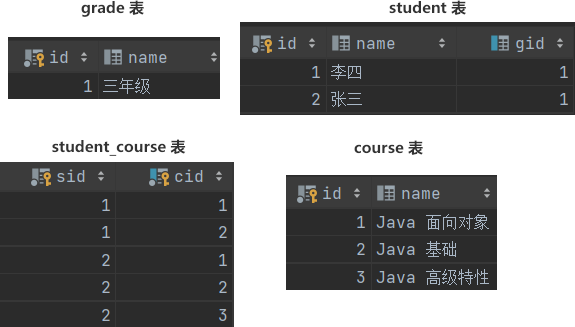 grade 表
id name
1 三年级
student 表
id name gid
1 李四 1
2 张三 1
student_course 表
sid cid
1 1
1 2
2 1
2 2
2 3
course 表
id name
1 Java 面向对象
2 Java 基础
3 Java 高级特性